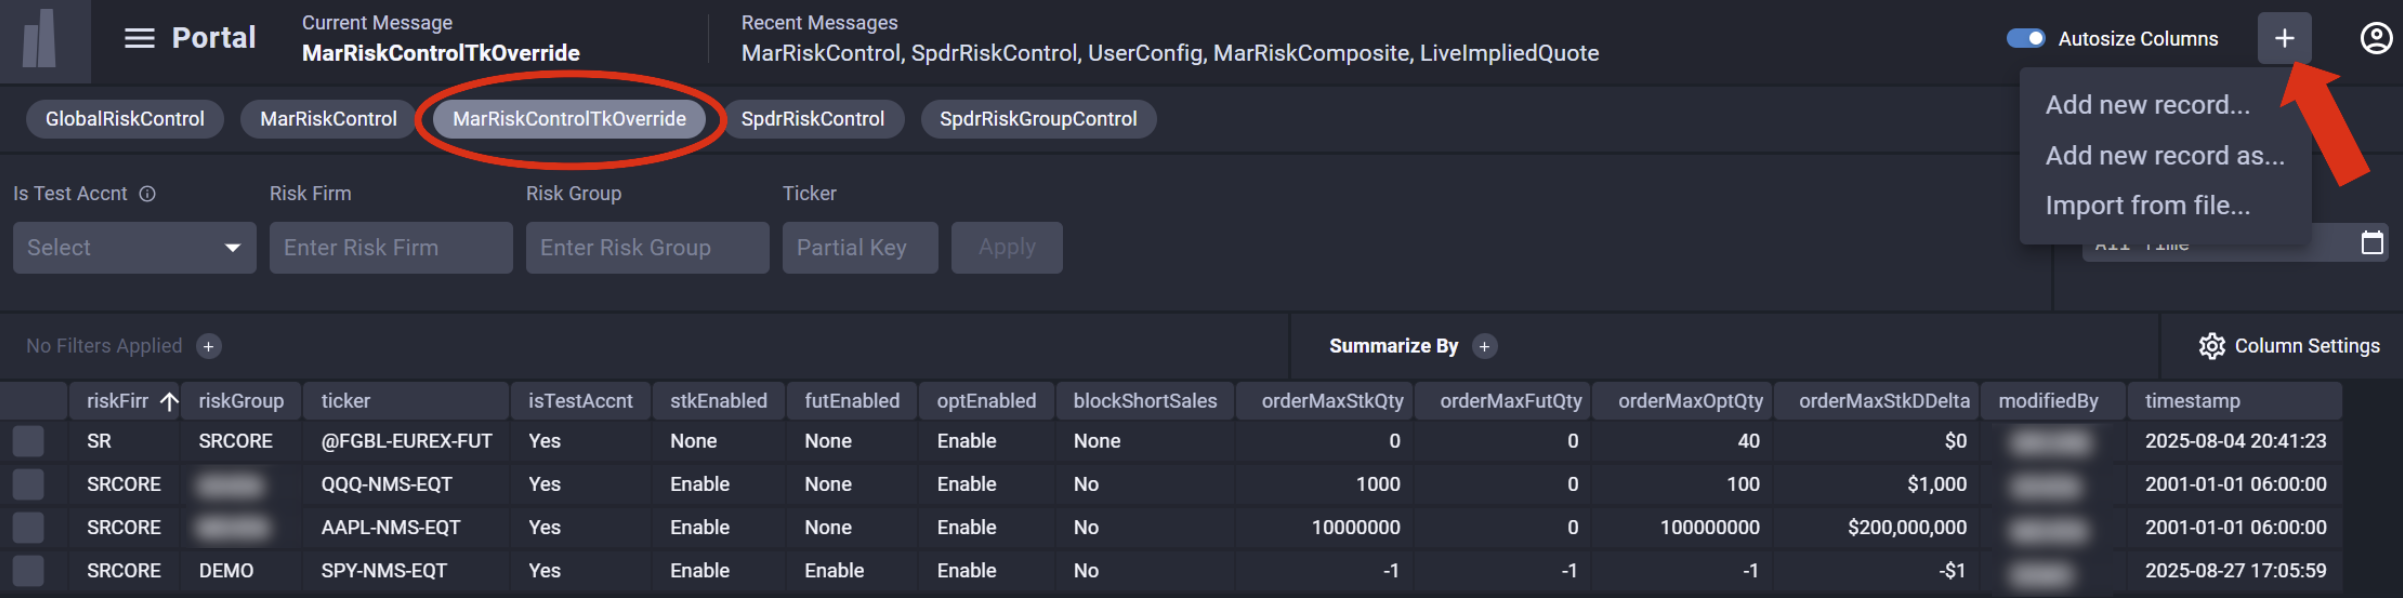 Portal
Current Message
MarRiskControlTkOverride
Recent Messages
MarRiskControl, SpdrRiskControl, UserConfig, MarRiskComposite, LiveImpliedQuote
Autosize Columns
+
Add new record...
Add new record as...
Import from file...
GlobalRiskControl MarRiskControl MarRiskControlTkOverride SpdrRiskControl SpdrRiskGroupControl
Is Test Accnt Risk Firm Risk Group Ticker
Select Enter Risk Firm Enter Risk Group Partial Key Apply
All Time
No Filters Applied + Summarize By + Column Settings
riskFirr riskGroup ticker isTestAccnt stkEnabled futEnabled optEnabled blockShortSales orderMaxStkQty orderMaxFutQty orderMaxOptQty orderMaxStkDDelta modifiedBy timestamp
SR SRCORE @FGBL-EUREX-FUT Yes None None Enable None 0 0 40 $0 2025-08-04 20:41:23
SRCORE QQQ-NMS-EQT Yes Enable None Enable No 1000 0 100 $1,000 2001-01-01 06:00:00
SRCORE AAPL-NMS-EQT Yes Enable None Enable No 10000000 0 100000000 $200,000,000 2001-01-01 06:00:00
SRCORE DEMO SPY-NMS-EQT Yes Enable Enable Enable No -1 -1 -1 -$1 2025-08-27 17:05:59